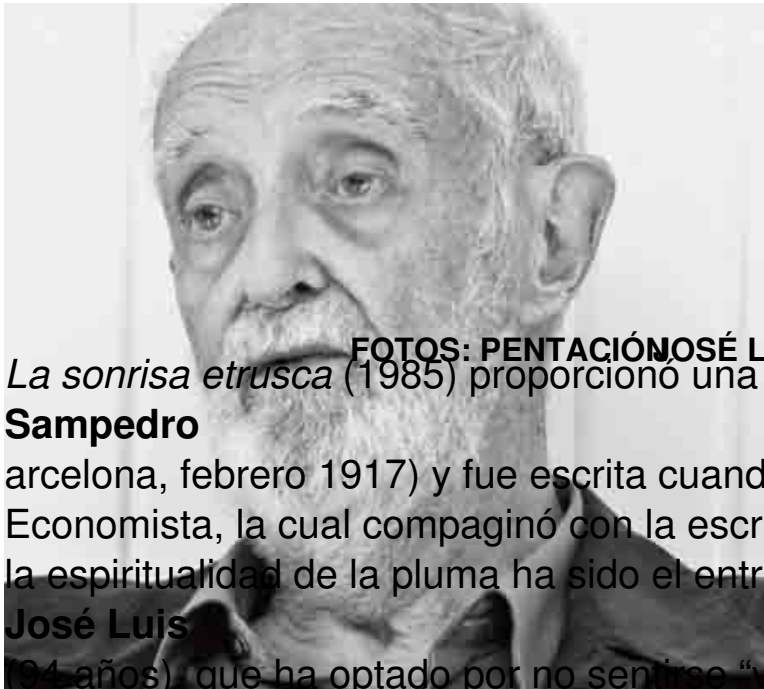 FOTOS: PENTACIÓNJOSÉ L
La sonrisa etrusca (1985) proporcionó una
Sampedro
arcelona, febrero 1917) y fue escrita cuand
Economista, la cual compaginó con la escr
la espiritualidad de la pluma ha sido el entr
José Luis
(94 años), que ha optado por no sentirse “v